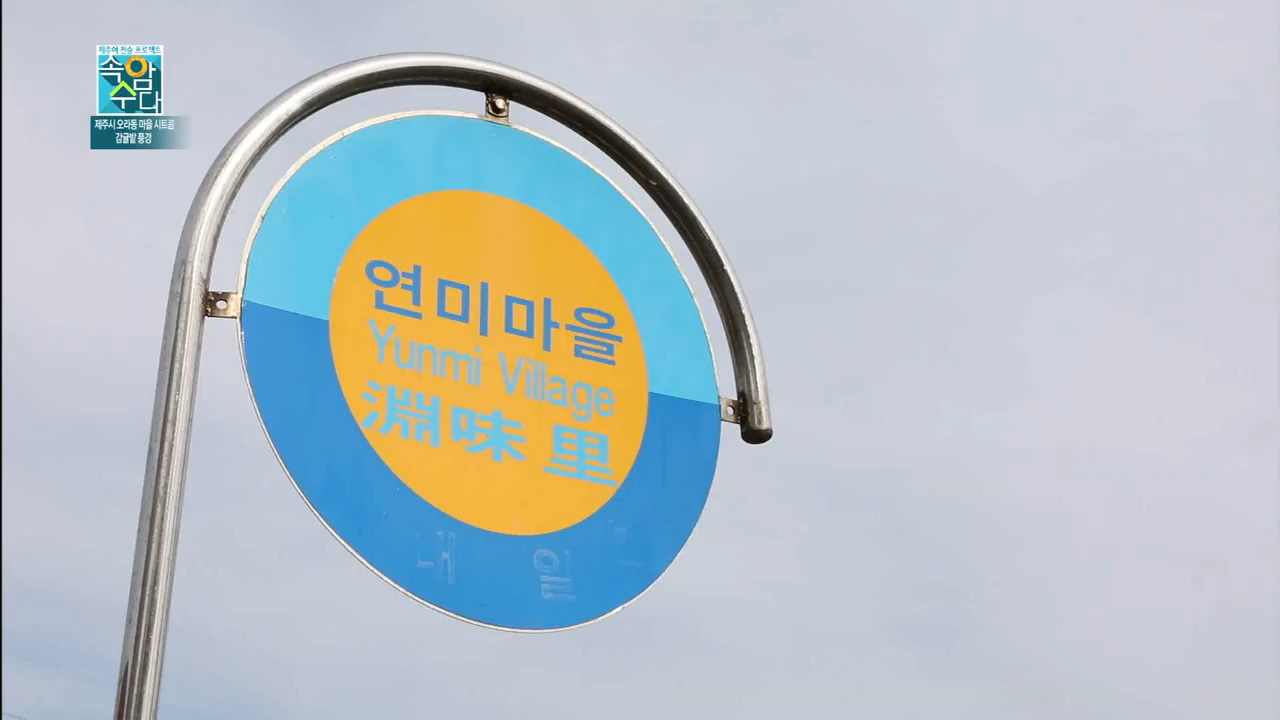 제주어 전승 프로젝트
속암
수다
제주시 오라동 마을 시트콤
감귤밭 풍경
연미마을
Yunmi Village
淵味里
내 일